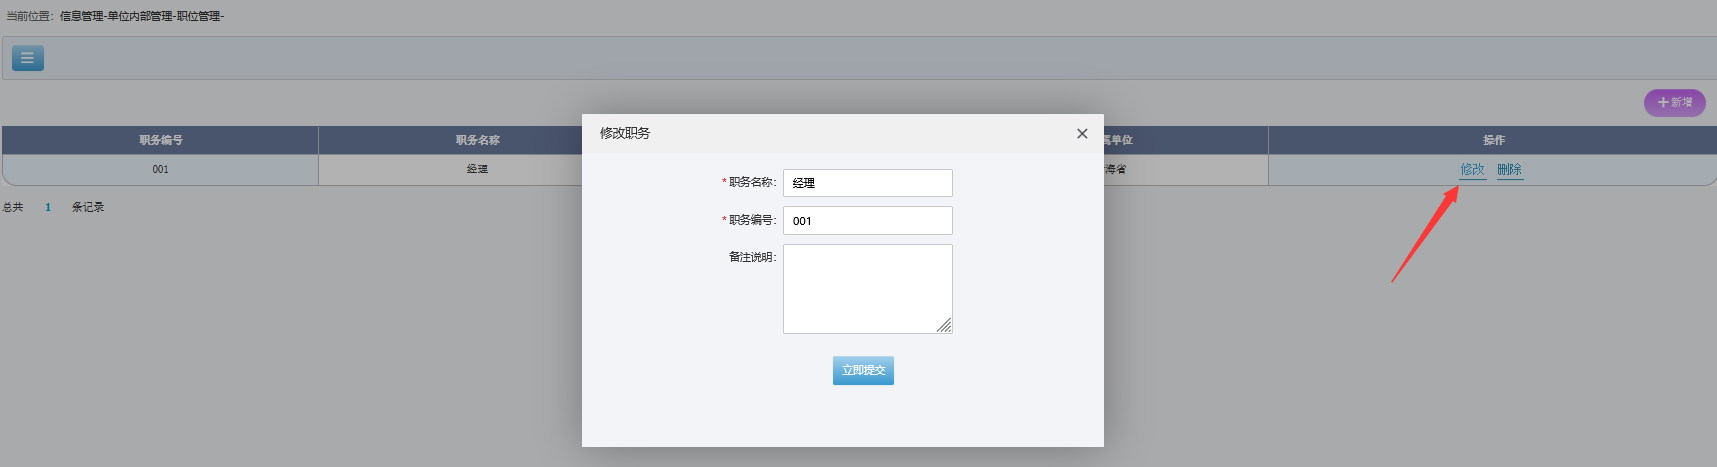 当前位置：信息管理-单位内部管理-职位管理-
新增
职务编号 职务名称 属单位 操作
001 经理 海省 修改 删除
总共 1 条记录
修改职务
*职务名称： 经理
*职务编号： 001
备注说明：
立即提交